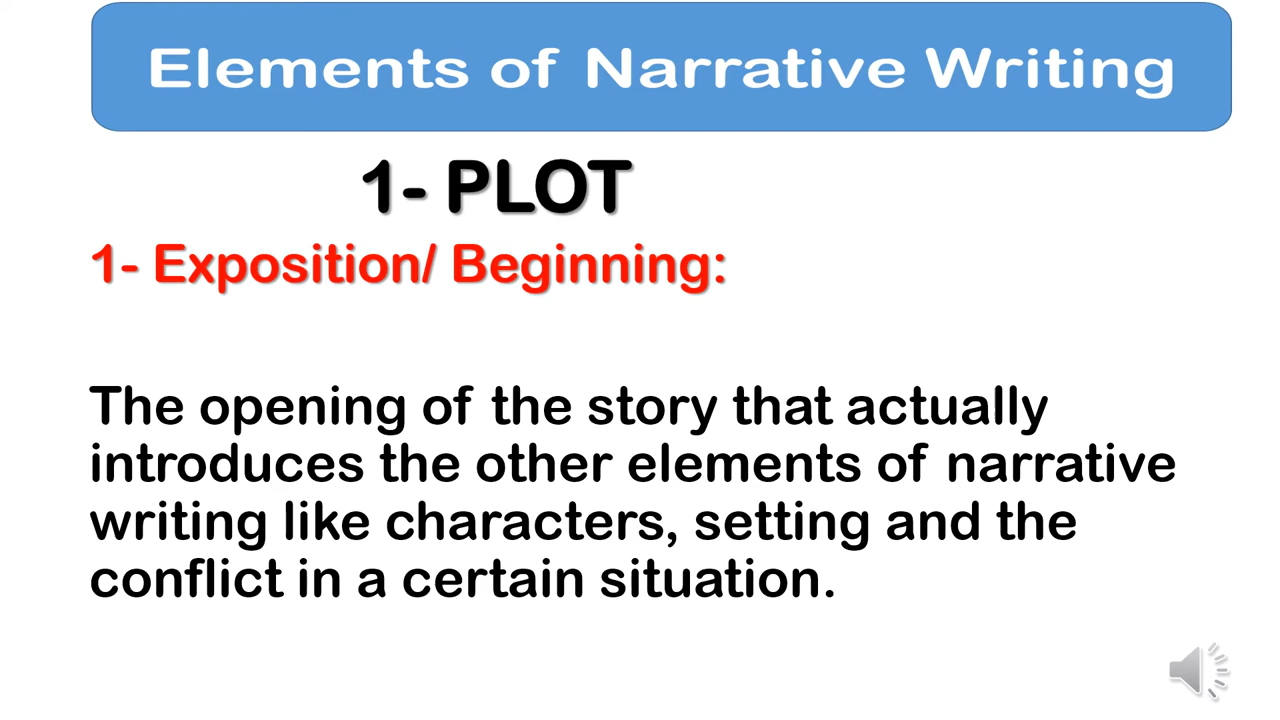 Elements of Narrative Writing
1- PLOT
1- Exposition/ Beginning:
The opening of the story that actually
introduces the other elements of narrative
writing like characters, setting and the
conflict in a certain situation.